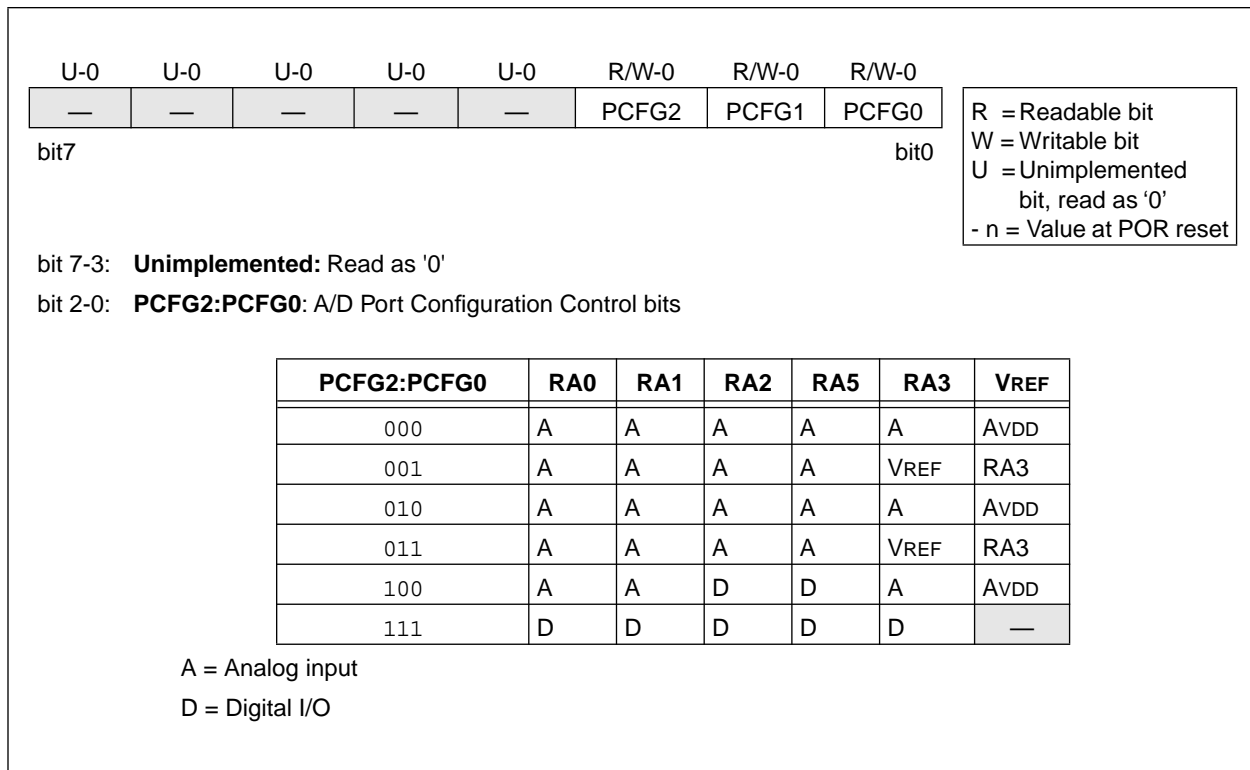 U-0 U-0 U-0 U-0 U-0 R/W-0 R/W-0 R/W-0
— — — — — PCFG2 PCFG1 PCFG0
bit7 bit0
R = Readable bit
W = Writable bit
U = Unimplemented
bit, read as ‘0’
- n = Value at POR reset
bit 7-3: Unimplemented: Read as '0'
bit 2-0: PCFG2:PCFG0: A/D Port Configuration Control bits
PCFG2:PCFG0 RA0 RA1 RA2 RA5 RA3 VREF
000 A A A A A AVDD
001 A A A A VREF RA3
010 A A A A A AVDD
011 A A A A VREF RA3
100 A A D D A AVDD
111 D D D D D —
A = Analog input
D = Digital I/O